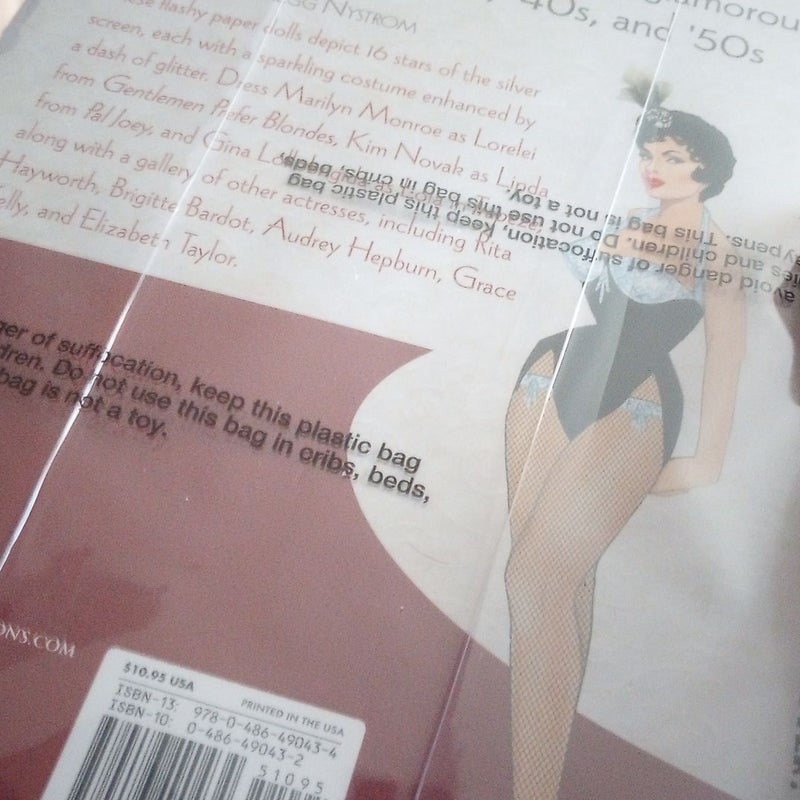 GG NYSTROM
'40s, and '50s
flashy paper dolls depict 16 stars of the silver
screen, each with a sparkling costume enhanced by
a dash of glitter. Dress Marilyn Monroe as Lorelei
from Gentlemen Prefer Blondes, Kim Novak as Linda
from Pal Joey, and Gina
along with a gallery of other actresses, including Rita
Hayworth, Brigitte Bardot, Audrey Hepburn, Grace
and Elizabeth Taylor.
avoid danger of suffocation, keep this plastic bag
and children. Do not use this bag in cribs, beds,
This bag is not a toy.
of suffocation, keep this plastic bag
Do not use this bag in cribs, beds,
bag is not a toy.
ONS.COM
$10.95 USA
PRINTED IN THE USA
ISBN-13: 978-0-486-49043-4
ISBN-10: 0-486-49043-2
51095